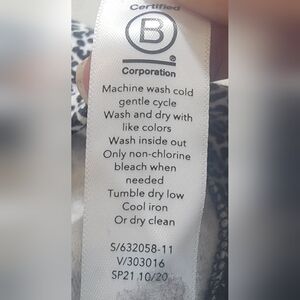 Certified
B
Corporation
Machine wash cold
gentle cycle
Wash and dry with
like colors
Wash inside out
Only non-chlorine
bleach when
needed
Tumble dry low
Cool iron
Or dry clean
S/632058-11
V/303016
SP21 10/20